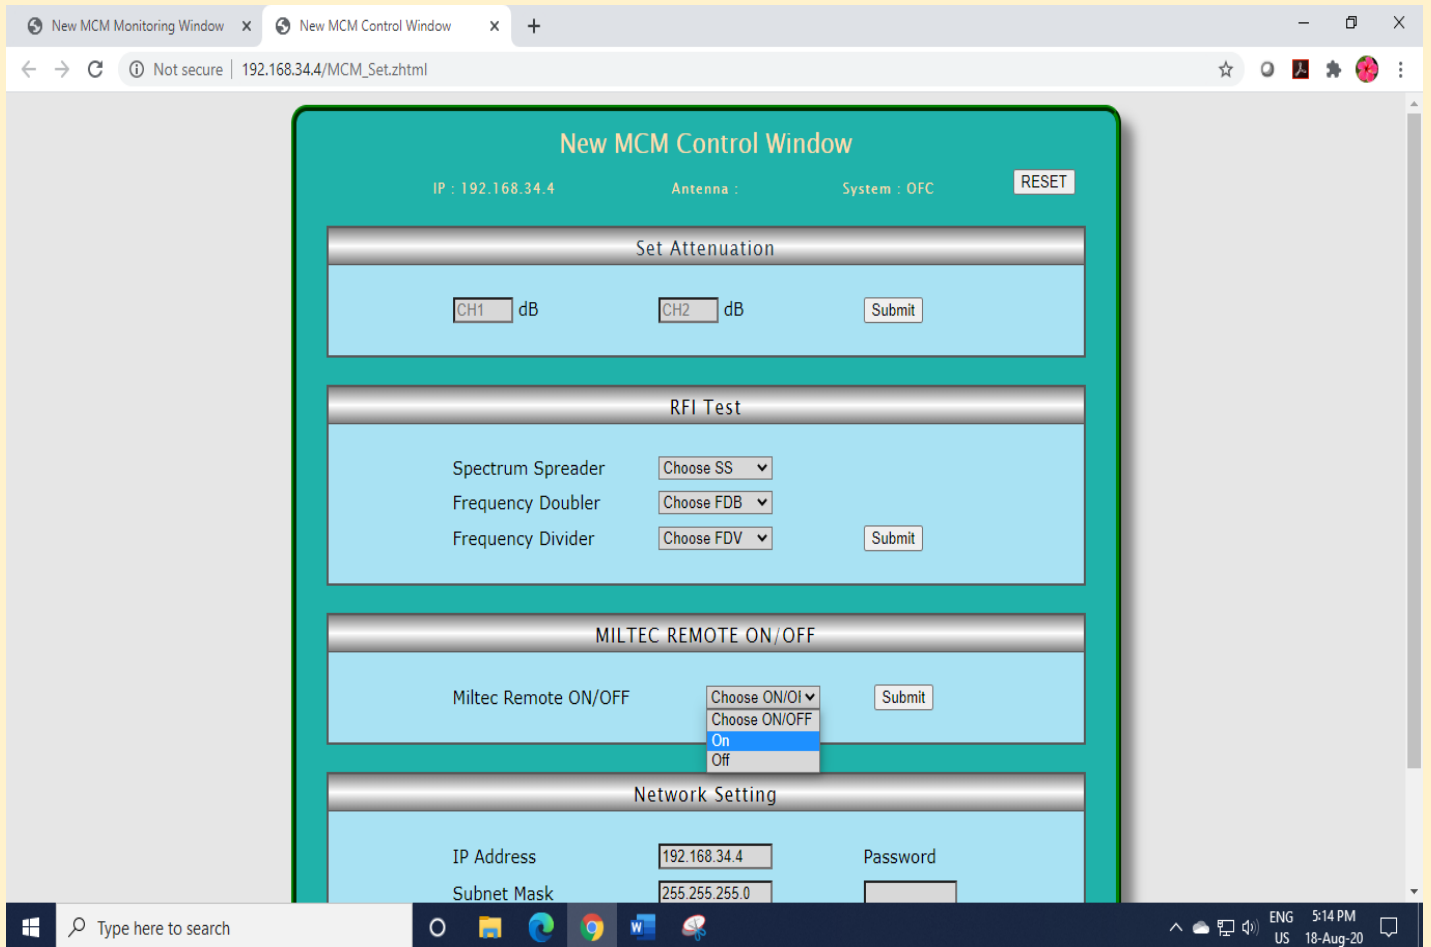 New MCM Monitoring Window
New MCM Control Window
Not secure | 192.168.34.4/MCM_Set.zhtml
New MCM Control Window
IP : 192.168.34.4 Antenna : System : OFC RESET
Set Attenuation
CH1 dB CH2 dB Submit
RFI Test
Spectrum Spreader Choose SS
Frequency Doubler Choose FDB
Frequency Divider Choose FDV Submit
MILTEC REMOTE ON/OFF
Miltec Remote ON/OFF Choose ON/OI Submit
Choose ON/OFF
On
Off
Network Setting
IP Address 192.168.34.4 Password
Subnet Mask 255.255.255.0
Type here to search
ENG 5:14 PM
US 18-Aug-20